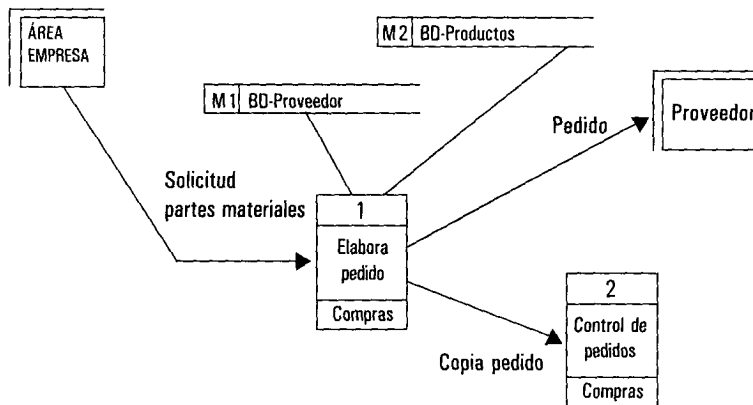 ÁREA
EMPRESA
M2 BD-Productos
M1 BD-Proveedor
Pedido
Proveedor
Solicitud
partes materiales
1
Elabora
pedido
Compras
2
Control de
pedidos
Compras
Copia pedido